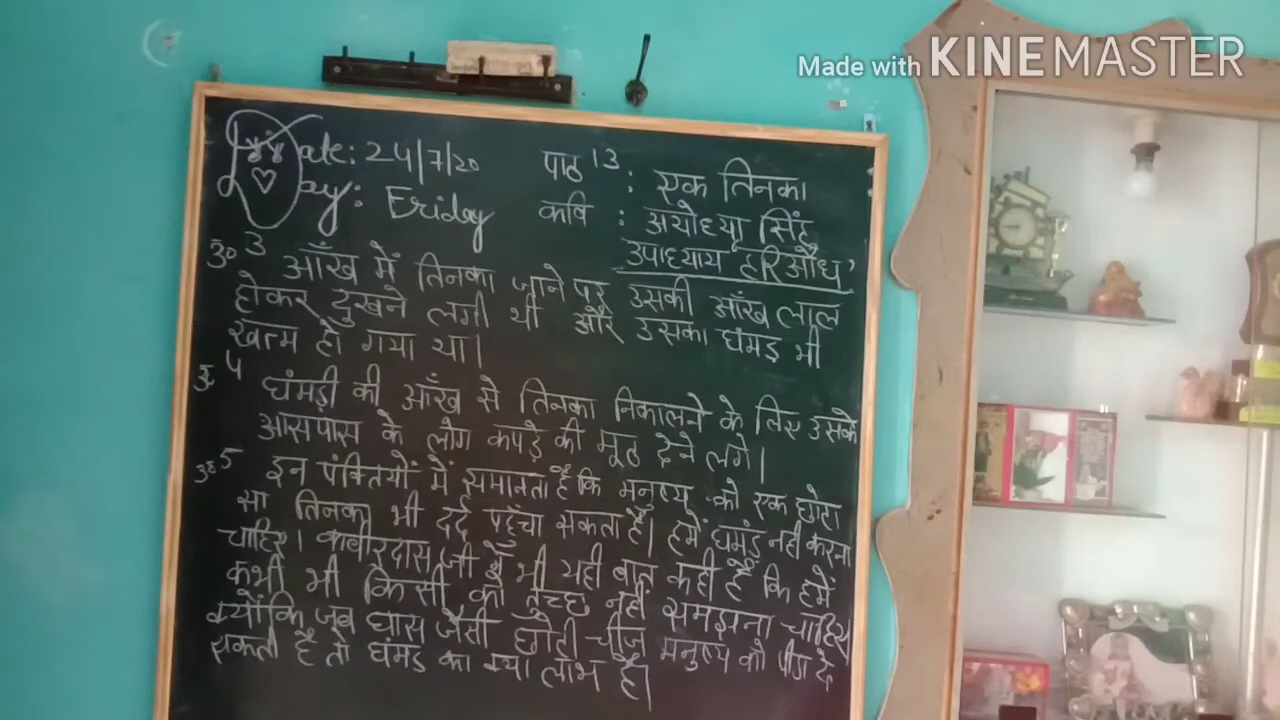 Made with KINEMASTER
Date: 24/7/20 पाठ 13 : एक तिनका
Day: Friday कवि : अयोध्या सिंह
उपाध्याय हरिऔध'
उ० 3 आँख में तिनका जाने पर उसकी आँख लाल
होकर दुखने लगी थी और उसका घंमड़ भी
खत्म हो गया था।
उ० 4 घंमड़ी की आँख से तिनका निकालने के लिए उसके
आसपास के लोग कपड़े की मूठ देने लगे।
उ० 5 इन पंक्तियों में समानता है कि मनुष्य को एक छोटा
सा तिनका भी दर्द पहुँचा सकता है। हमें घमंड नही करना
चाहिए। कबीरदास जी ने भी यही बात कही है कि हमें
कभी भी किसी को तुच्छ नहीं समझना चाहिए
क्योंकि जब घास जैसी छोटी चीज मनुष्य को पीड़ा दे
सकती है तो घंमड का क्या लाभ है।